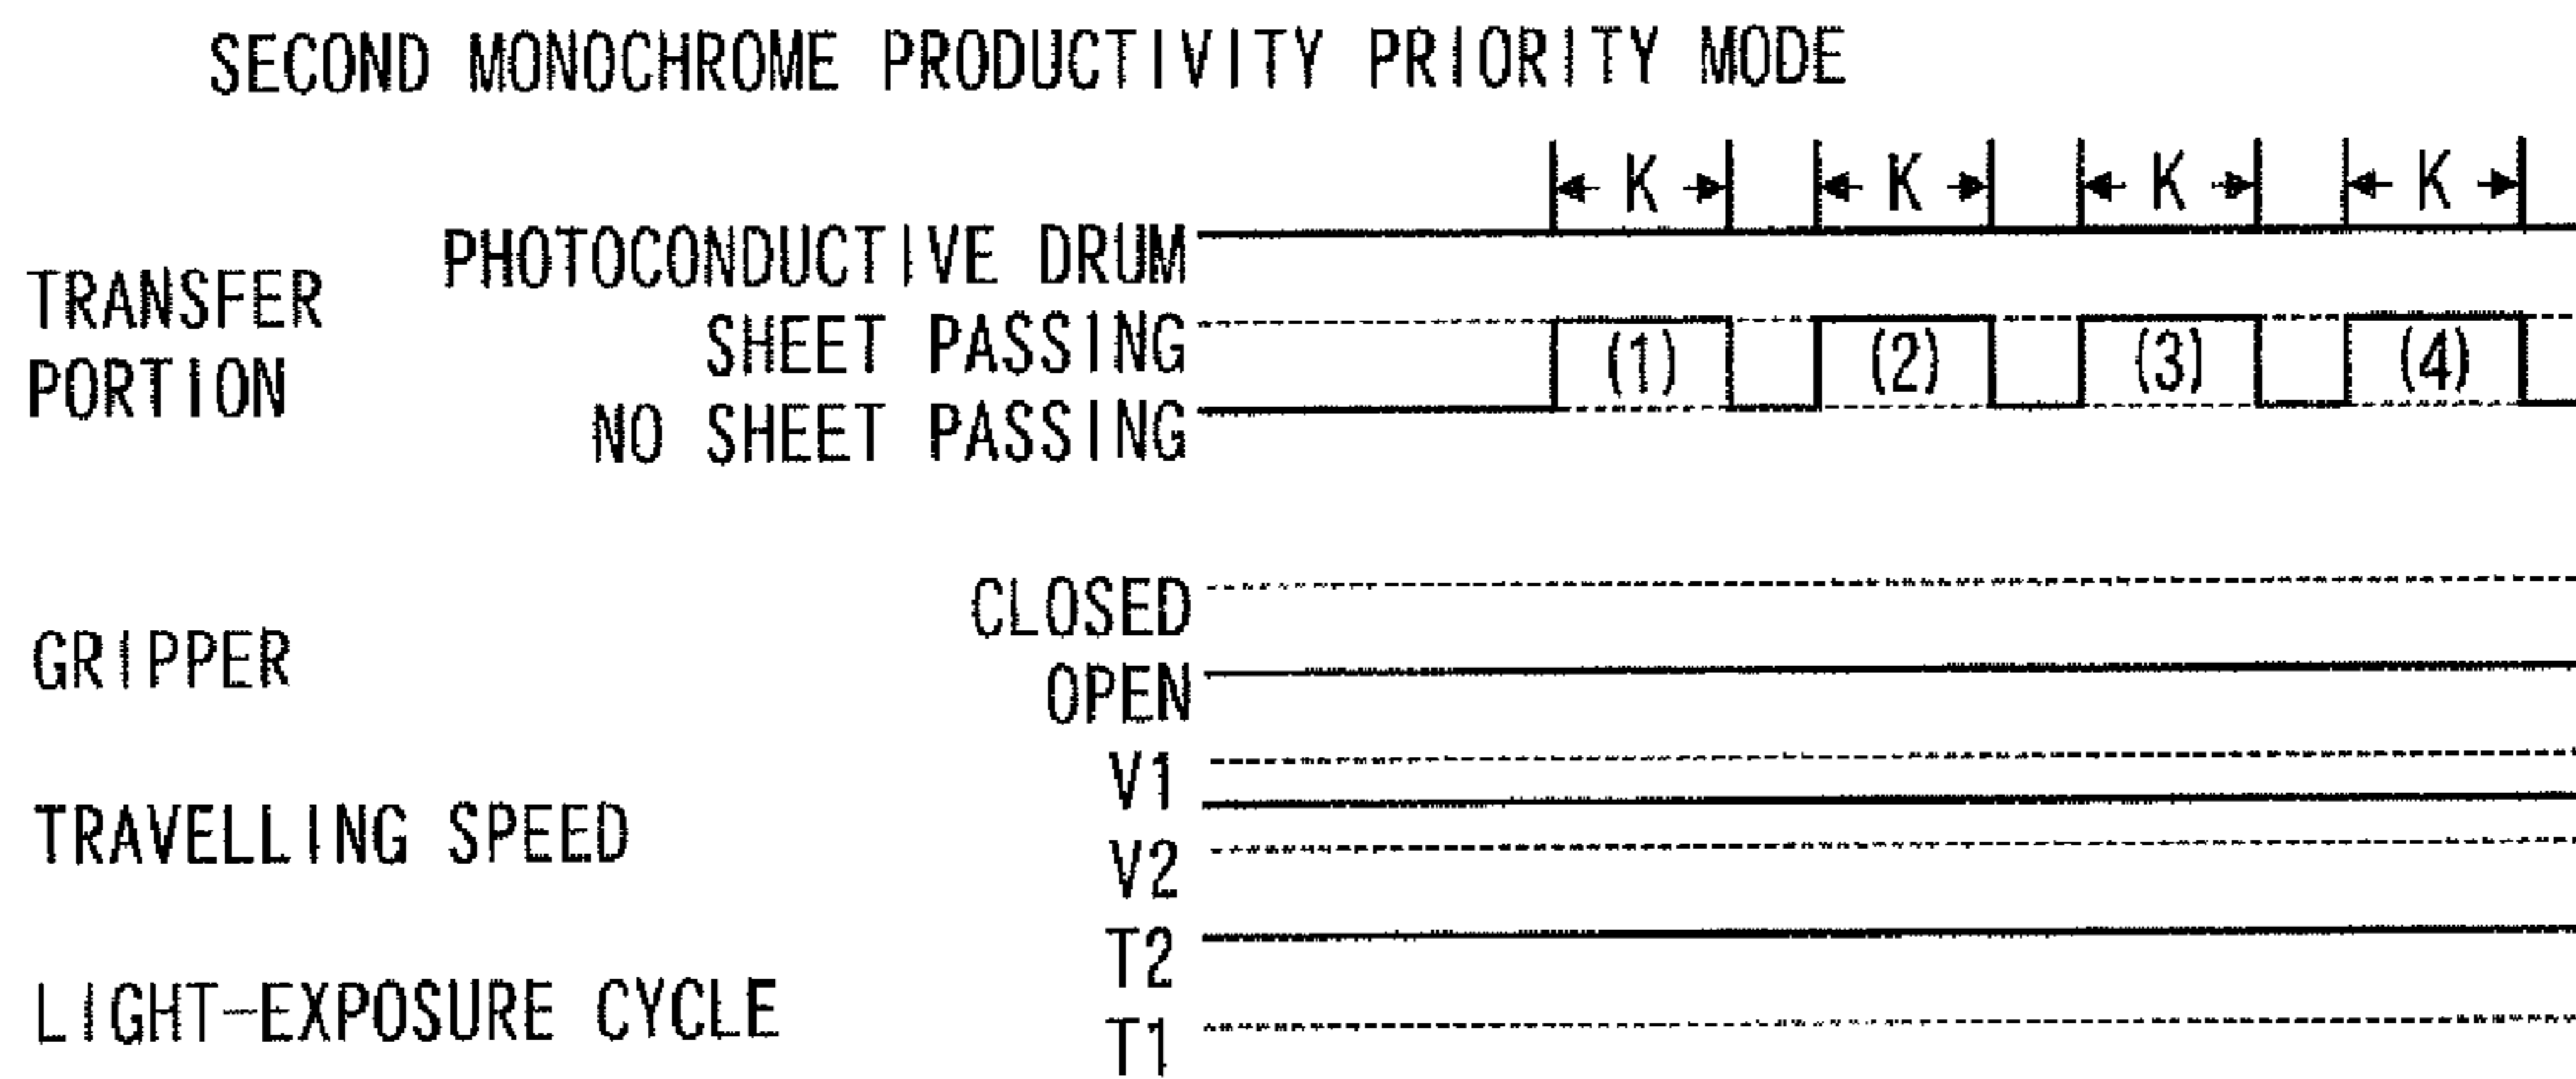 SECOND MONOCHROME PRODUCTIVITY PRIORITY MODE
K K K K
PHOTOCONDUCTIVE DRUM
TRANSFER PORTION
SHEET PASSING (1) (2) (3) (4)
NO SHEET PASSING
GRIPPER
CLOSED
OPEN
TRAVELLING SPEED
V1
V2
LIGHT-EXPOSURE CYCLE
T2
T1